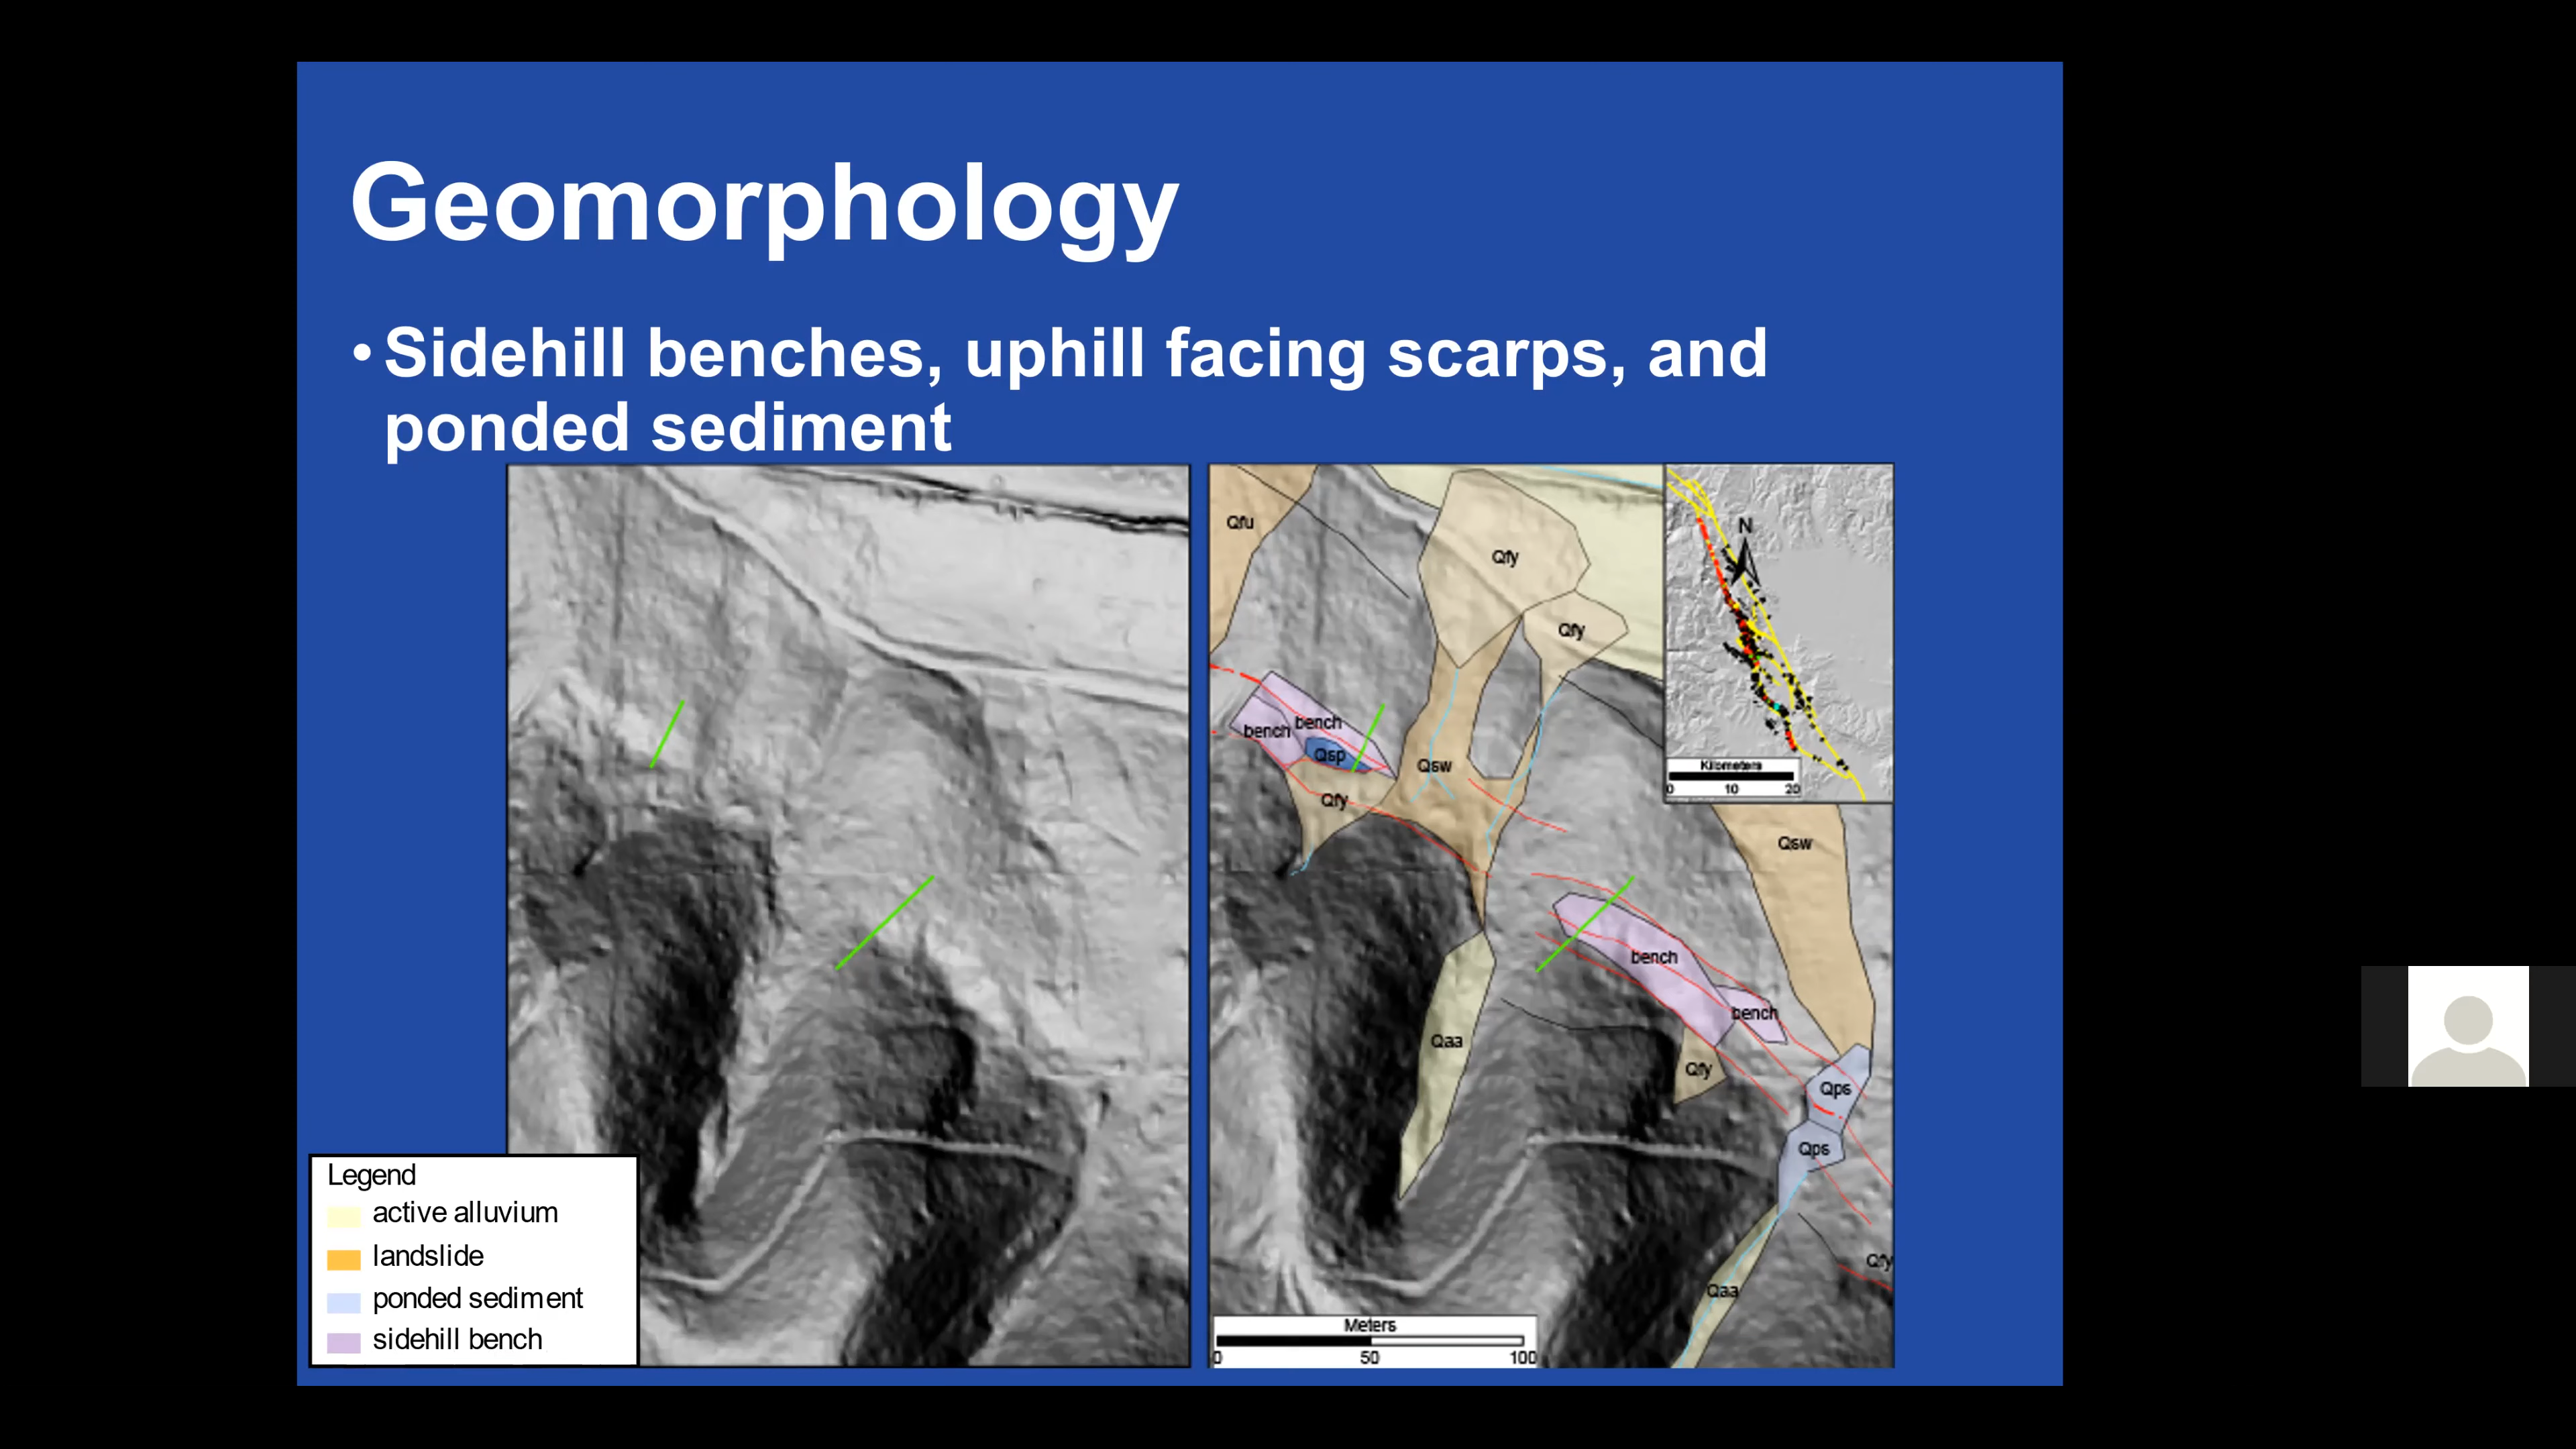 Geomorphology
• Sidehill benches, uphill facing scarps, and
ponded sediment
Legend
active alluvium
landslide
ponded sediment
sidehill bench
Qfu
Qfy
Qfy
bench
bench
Qsp
Qsw
Qfy
Qsw
bench
bench
Qaa
Qfy
Qps
Qps
Qfy
Qaa
N
Kilometers
0 10 20
Meters
0 50 100